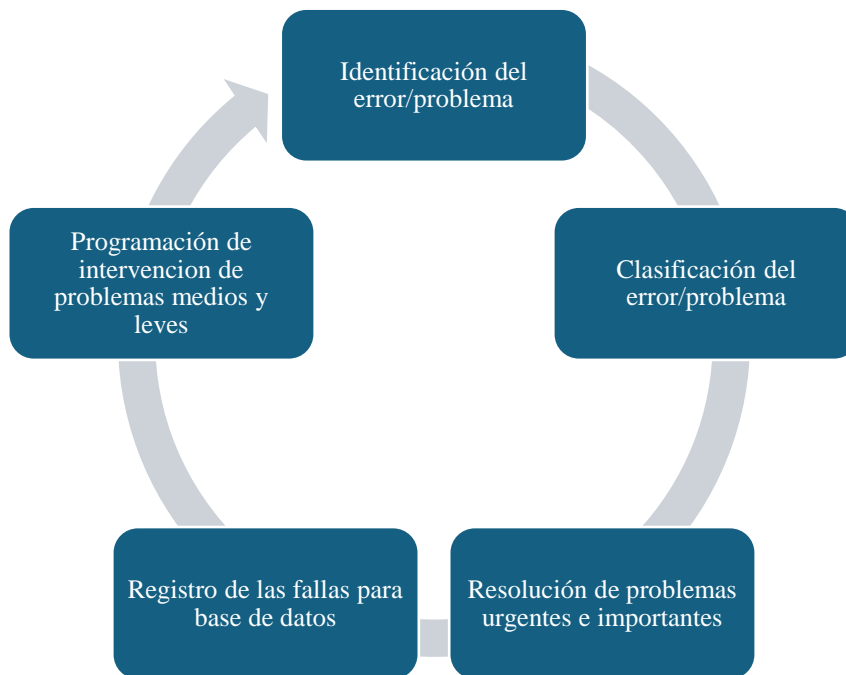 Identificación del
error/problema
Clasificación del
error/problema
Resolución de problemas
urgentes e importantes
Registro de las fallas para
base de datos
Programación de
intervencion de
problemas medios y
leves